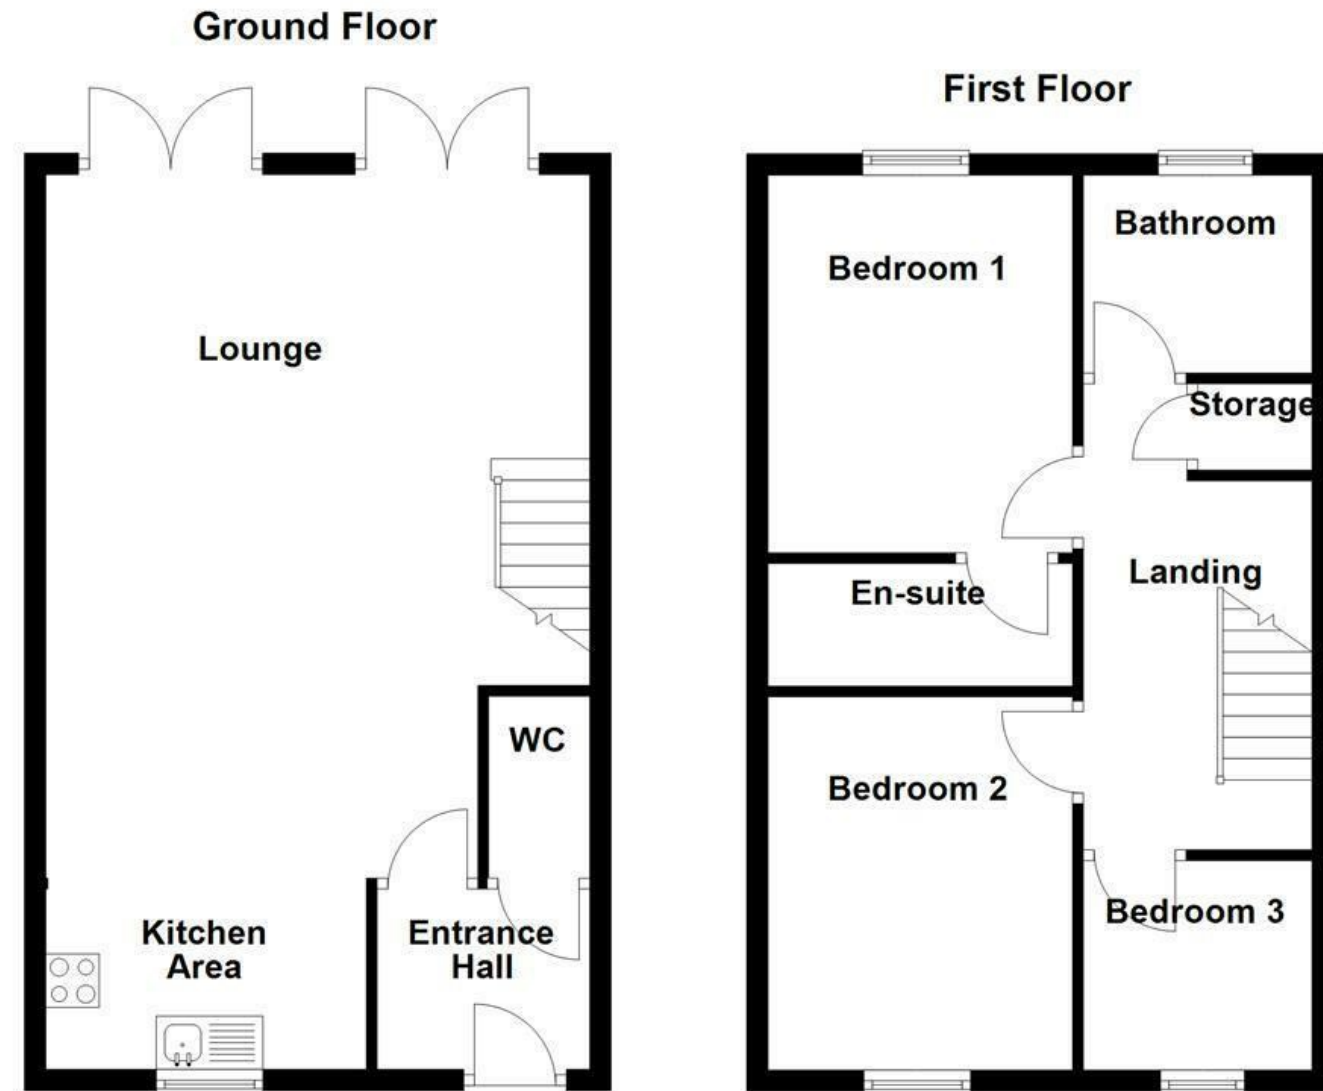 Ground Floor
Lounge
WC
Kitchen
Area
Entrance
Hall
First Floor
Bedroom 1
Bathroom
Storage
En-suite
Landing
Bedroom 2
Bedroom 3